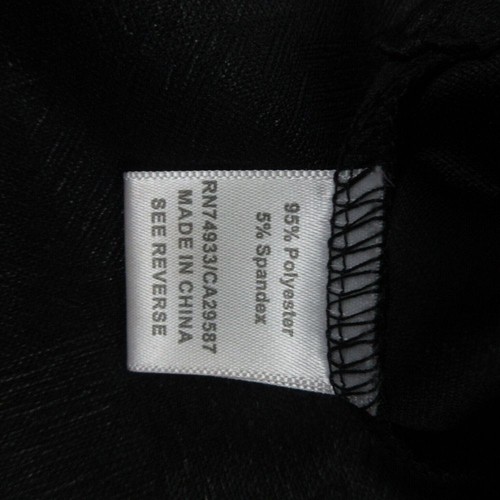 95% Polyester
5% Spandex
RN74933/CA29587
MADE IN CHINA
SEE REVERSE